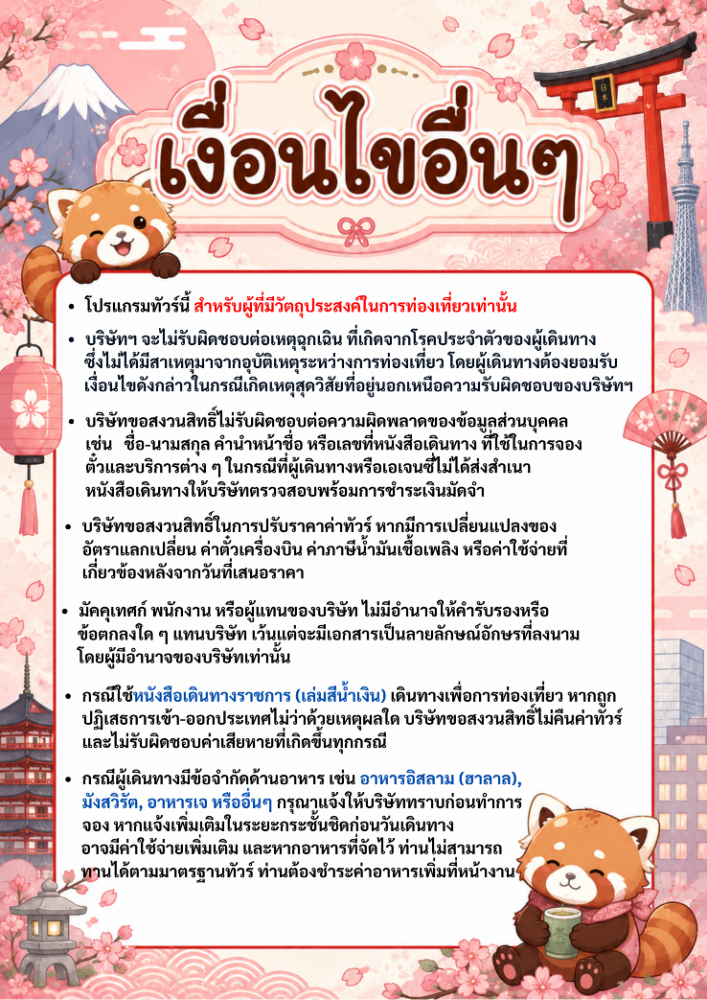 日本
เงื่อนไขอื่นๆ
• โปรแกรมทัวร์นี้ สำหรับผู้ที่มีวัตถุประสงค์ในการท่องเที่ยวเท่านั้น
• บริษัทฯ จะไม่รับผิดชอบต่อเหตุฉุกเฉิน ที่เกิดจากโรคประจำตัวของผู้เดินทาง
ซึ่งไม่ได้มีสาเหตุมาจากอุบัติเหตุระหว่างการท่องเที่ยว โดยผู้เดินทางต้องยอมรับ
เงื่อนไขดังกล่าวในกรณีเกิดเหตุสุดวิสัยที่อยู่นอกเหนือความรับผิดชอบของบริษัทฯ
• บริษัทขอสงวนสิทธิ์ไม่รับผิดชอบต่อความผิดพลาดของข้อมูลส่วนบุคคล
เช่น ชื่อ-นามสกุล คำนำหน้าชื่อ หรือเลขที่หนังสือเดินทาง ที่ใช้ในการจอง
ตั๋วและบริการต่าง ๆ ในกรณีที่ผู้เดินทางหรือเอเจนซี่ไม่ได้ส่งสำเนา
หนังสือเดินทางให้บริษัทตรวจสอบพร้อมการชำระเงินมัดจำ
• บริษัทขอสงวนสิทธิ์ในการปรับราคาค่าทัวร์ หากมีการเปลี่ยนแปลงของ
อัตราแลกเปลี่ยน ค่าตั๋วเครื่องบิน ค่าภาษีน้ำมันเชื้อเพลิง หรือค่าใช้จ่ายที่
เกี่ยวข้องหลังจากวันที่เสนอราคา
• มัคคุเทศก์ พนักงาน หรือผู้แทนของบริษัท ไม่มีอำนาจให้คำรับรองหรือ
ข้อตกลงใด ๆ แทนบริษัท เว้นแต่จะมีเอกสารเป็นลายลักษณ์อักษรที่ลงนาม
โดยผู้มีอำนาจของบริษัทเท่านั้น
• กรณีใช้หนังสือเดินทางราชการ (เล่มสีน้ำเงิน) เดินทางเพื่อการท่องเที่ยว หากถูก
ปฏิเสธการเข้า-ออกประเทศไม่ว่าด้วยเหตุผลใด บริษัทขอสงวนสิทธิ์ไม่คืนค่าทัวร์
และไม่รับผิดชอบค่าเสียหายที่เกิดขึ้นทุกกรณี
• กรณีผู้เดินทางมีข้อจำกัดด้านอาหาร เช่น อาหารอิสลาม (ฮาลาล),
มังสวิรัต, อาหารเจ หรืออื่นๆ กรุณาแจ้งให้บริษัททราบก่อนทำการ
จอง หากแจ้งเพิ่มเติมในระยะกระชั้นชิดก่อนวันเดินทาง
อาจมีค่าใช้จ่ายเพิ่มเติม และหากอาหารที่จัดไว้ ท่านไม่สามารถ
ทานได้ตามมาตรฐานทัวร์ ท่านต้องชำระค่าอาหารเพิ่มที่หน้างาน